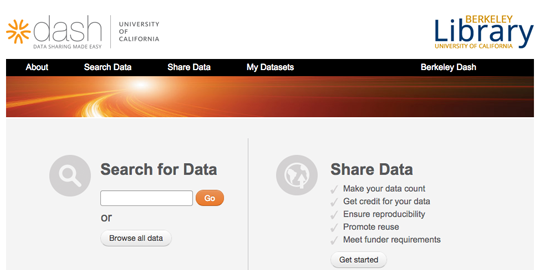 dash
DATA SHARING MADE EASY
UNIVERSITY
OF
CALIFORNIA
BERKELEY
Library
UNIVERSITY OF CALIFORNIA
About Search Data Share Data My Datasets Berkeley Dash
Search for Data
Go
or
Browse all data
Share Data
Make your data count
Get credit for your data
Ensure reproducibility
Promote reuse
Meet funder requirements
Get started